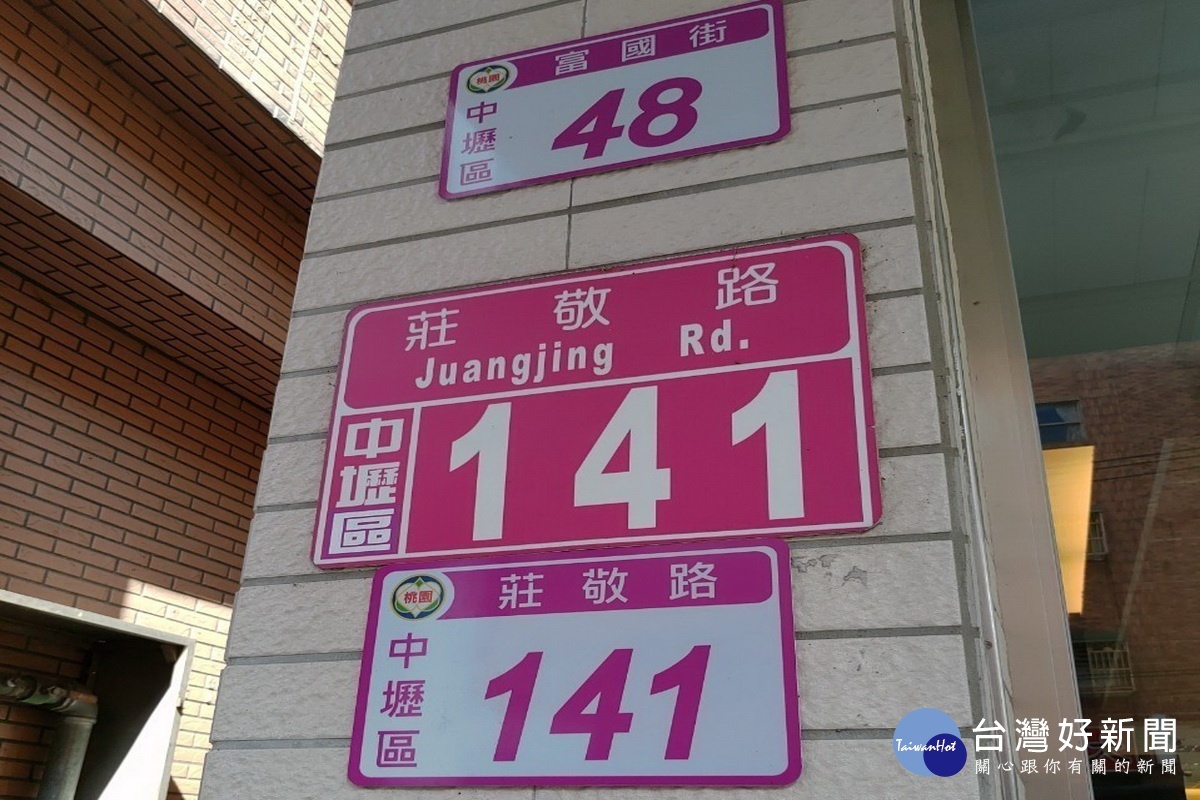 富國街
桃園
中壢區
48
莊敬路
Juangjing Rd.
中壢區
141
桃園
莊敬路
中壢區
141
TaiwanHot
台灣好新聞
關心跟你有關的新聞